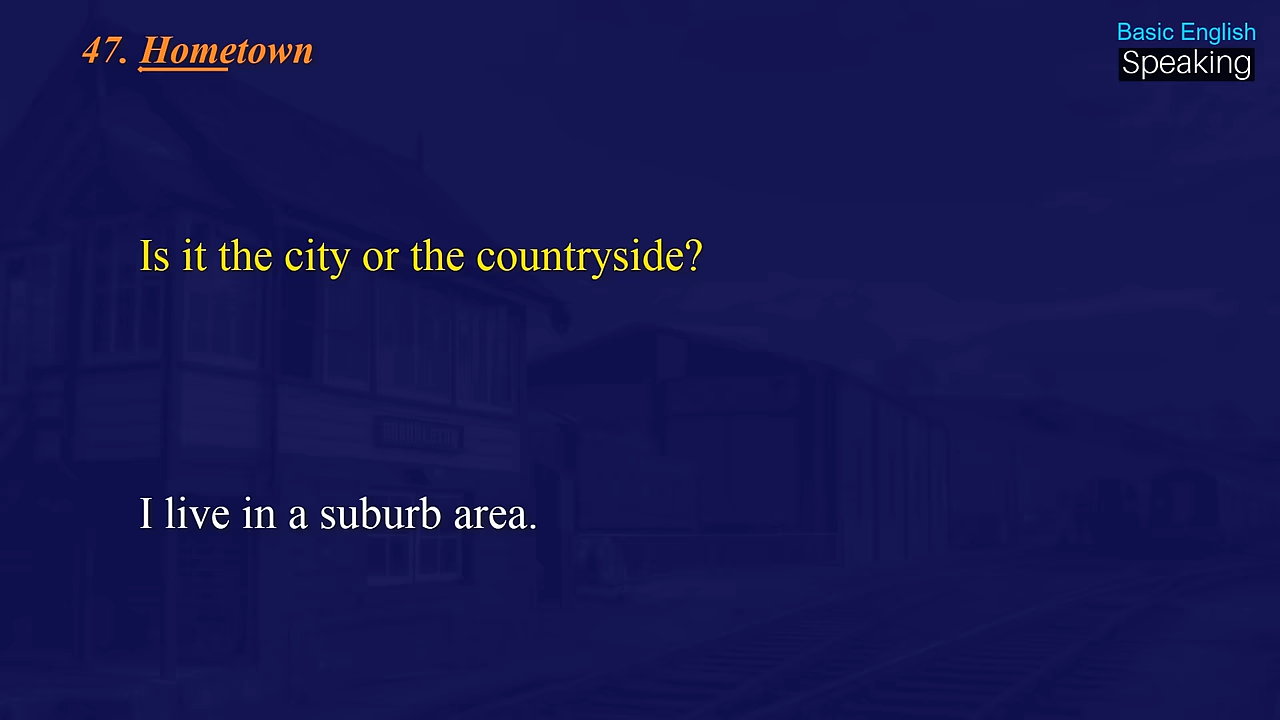 47. Hometown
Basic English
Speaking
Is it the city or the countryside?
I live in a suburb area.